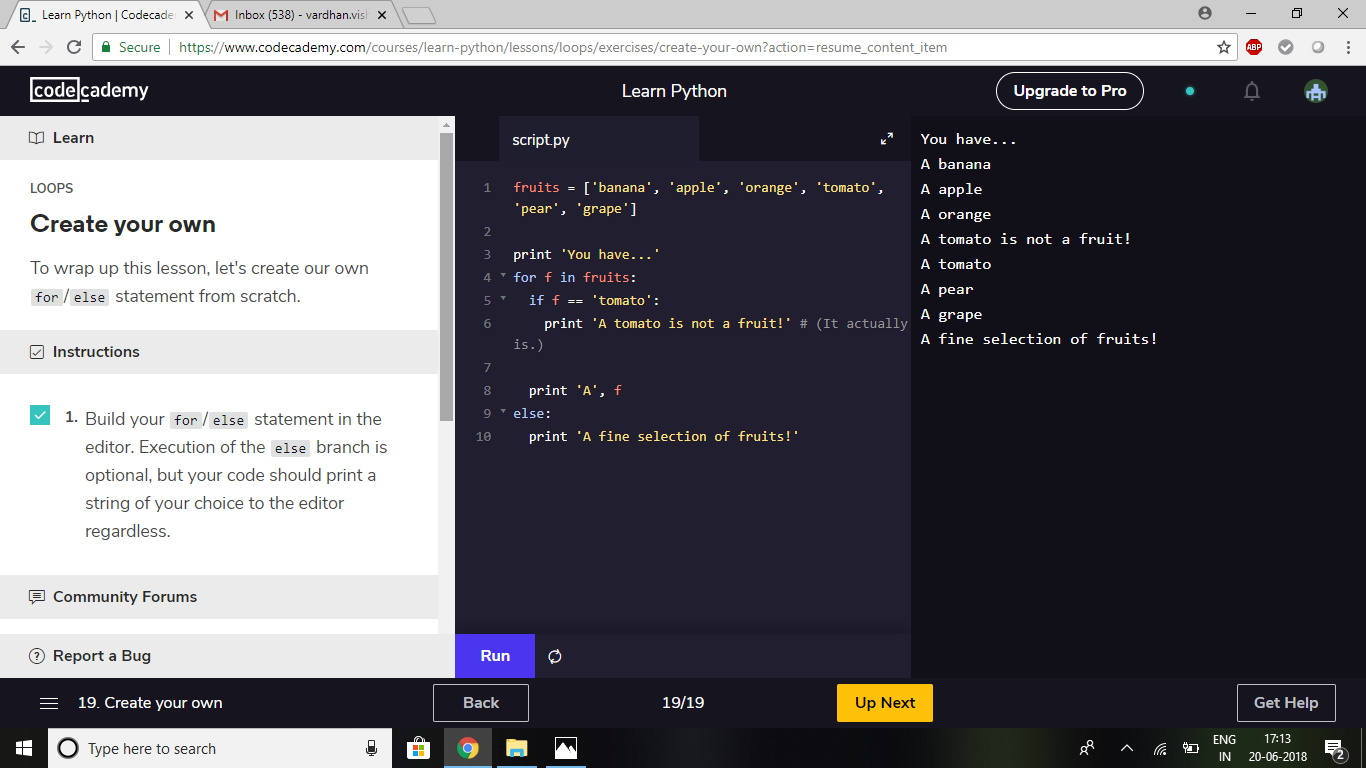 Learn Python | Codecade
Inbox (538) - vardhan.vish
Secure
https://www.codecademy.com/courses/learn-python/lessons/loops/exercises/create-your-own?action=resume_content_item
ABP
codecademy
Learn Python
Upgrade to Pro
Learn
LOOPS
Create your own
To wrap up this lesson, let's create our own
for/else statement from scratch.
Instructions
1. Build your for/else statement in the
editor. Execution of the else branch is
optional, but your code should print a
string of your choice to the editor
regardless.
Community Forums
Report a Bug
script.py
1 fruits = ['banana', 'apple', 'orange', 'tomato',
'pear', 'grape']
2
3 print 'You have...'
4 for f in fruits:
5 if f == 'tomato':
6 print 'A tomato is not a fruit!' # (It actually
is.)
7
8 print 'A', f
9 else:
10 print 'A fine selection of fruits!'
Run
You have...
A banana
A apple
A orange
A tomato is not a fruit!
A tomato
A pear
A grape
A fine selection of fruits!
19. Create your own
Back
19/19
Up Next
Get Help
Type here to search
ENG
IN
17:13
20-06-2018
2